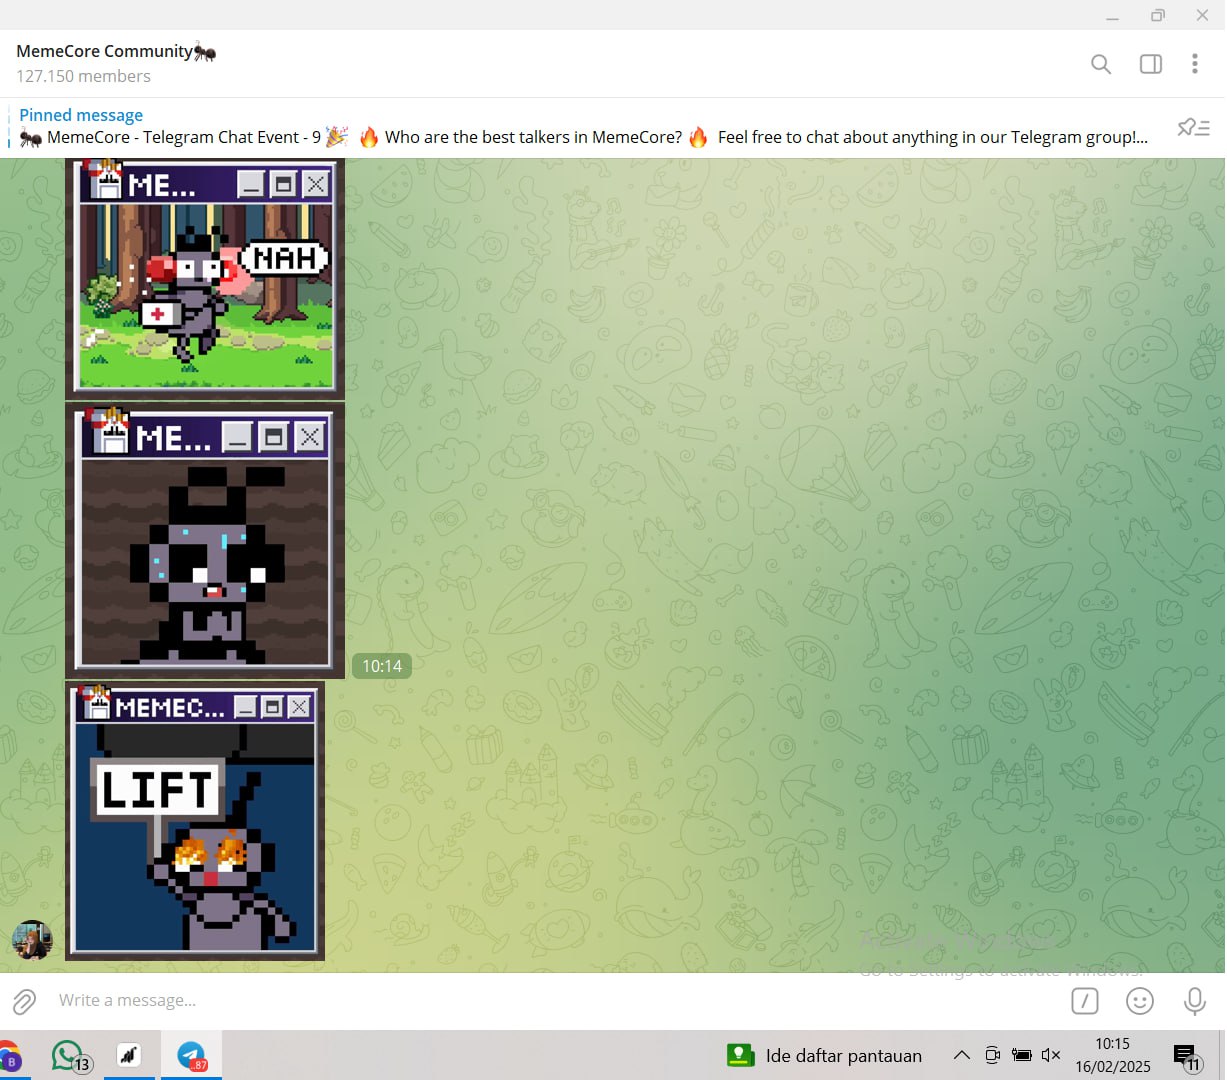 MemeCore Community🐜
127.150 members
Pinned message
🐜 MemeCore - Telegram Chat Event - 9 🎉 🔥 Who are the best talkers in MemeCore? 🔥 Feel free to chat about anything in our Telegram group!...
ME...
NAH
ME...
10:14
MEMEC...
LIFT
Activate Windows
Go to Settings to activate Windows.
Write a message...
B
13
..87
Ide daftar pantauan
10:15
16/02/2025
11